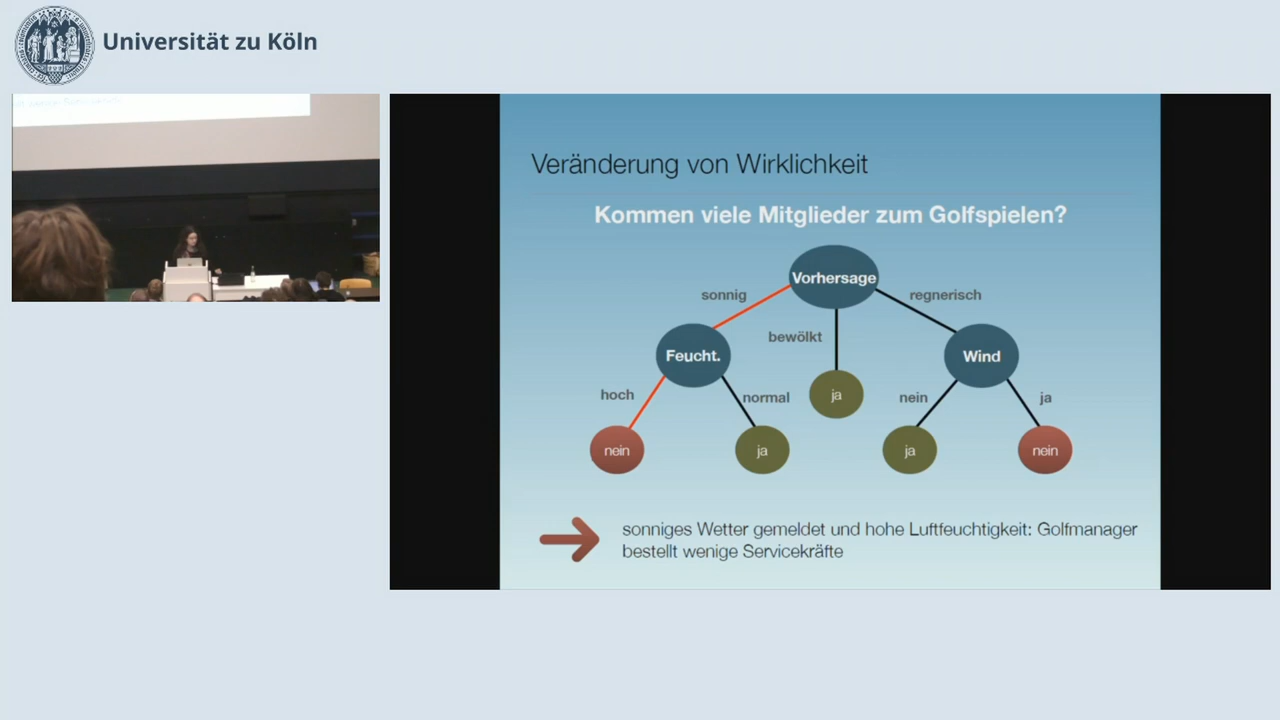 Universität zu Köln
Veränderung von Wirklichkeit
Kommen viele Mitglieder zum Golfspielen?
Vorhersage
sonnig
regnerisch
bewölkt
Feucht.
Wind
hoch
normal
ja
nein
ja
nein
ja
ja
nein
sonniges Wetter gemeldet und hohe Luftfeuchtigkeit: Golfmanager
bestellt wenige Servicekräfte